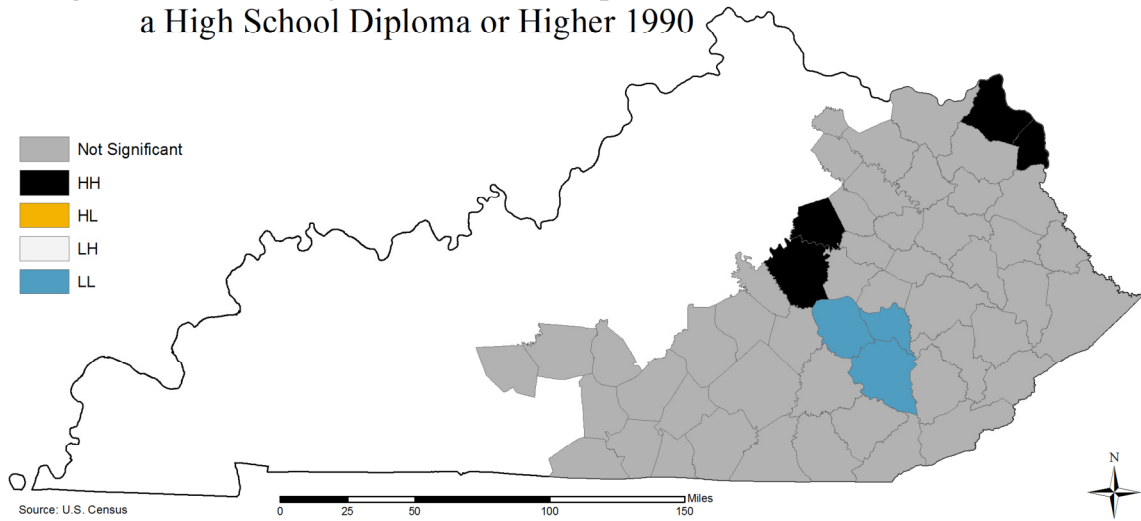 a High School Diploma or Higher 1990
Not Significant
HH
HL
LH
LL
Miles
0 25 50 100 150
Source: U.S. Census
N